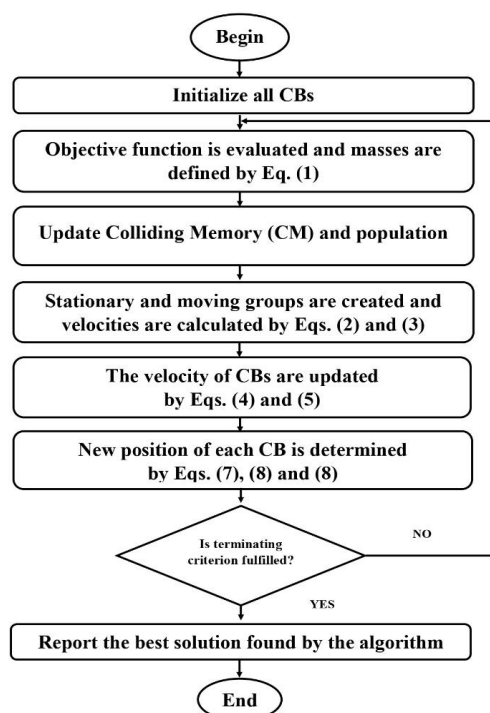 Begin
Initialize all CBs
Objective function is evaluated and masses are
defined by Eq. (1)
Update Colliding Memory (CM) and population
Stationary and moving groups are created and
velocities are calculated by Eqs. (2) and (3)
The velocity of CBs are updated
by Eqs. (4) and (5)
New position of each CB is determined
by Eqs. (7), (8) and (8)
Is terminating
criterion fulfilled?
NO
YES
Report the best solution found by the algorithm
End